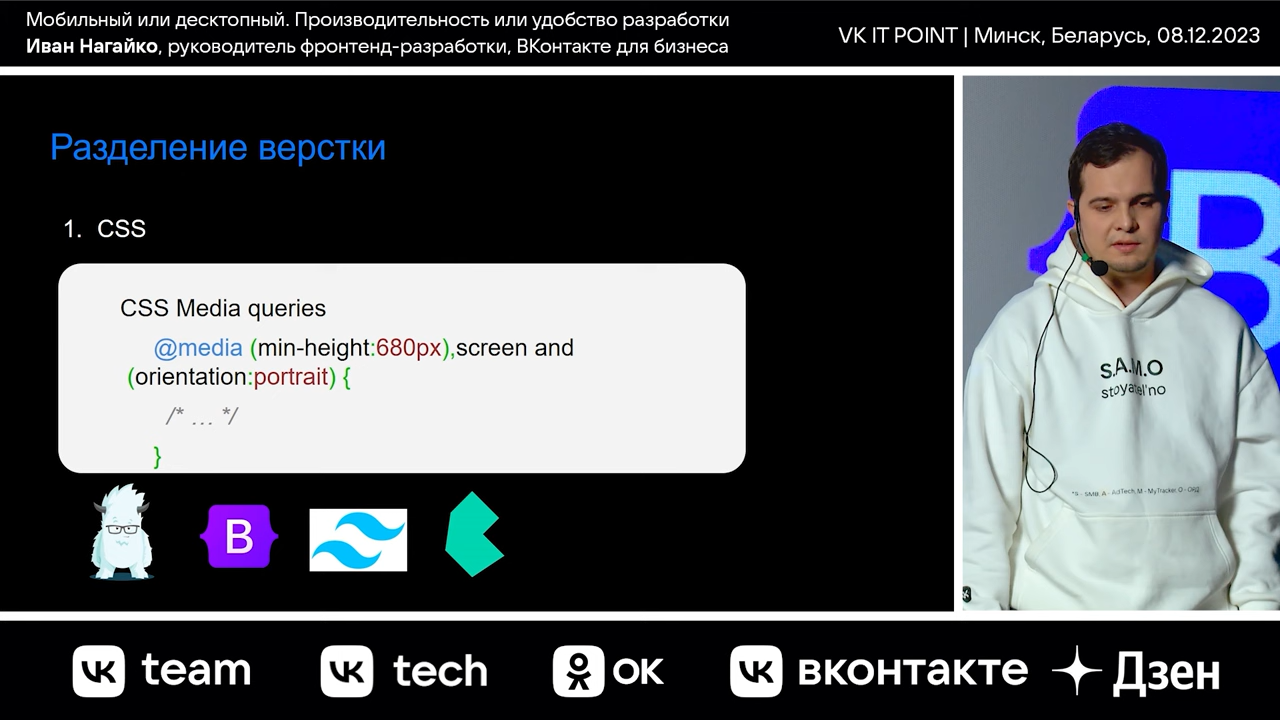 Мобильный или десктопный. Производительность или удобство разработки
Иван Нагайко, руководитель фронтенд-разработки, ВКонтакте для бизнеса
VK IT POINT | Минск, Беларусь, 08.12.2023
Разделение верстки
1. CSS
CSS Media queries
@media (min-height:680px),screen and
(orientation:portrait) {
/* … */
}
B
B
S.A.M.O
stoyatel'no
team
tech
ОК
вконтакте
Дзен